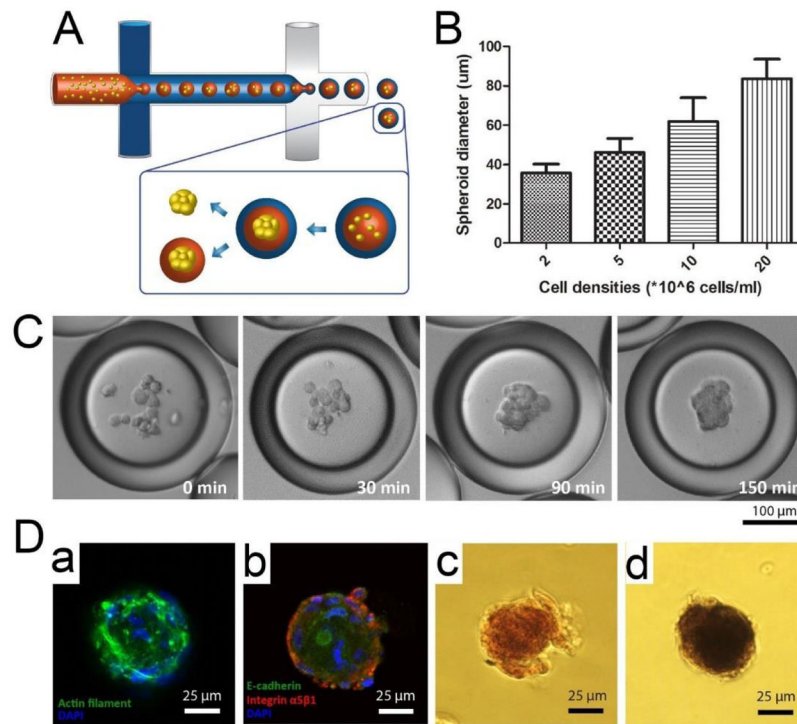 A
B
Spheroid diameter (um)
100
80
60
40
20
0
2
5
10
20
Cell densities (*10^6 cells/ml)
C
0 min
30 min
90 min
150 min
100 µm
D
a
Actin filament
DAPI
25 µm
b
E-cadherin
Integrin α5β1
DAPI
25 µm
c
25 µm
d
25 µm